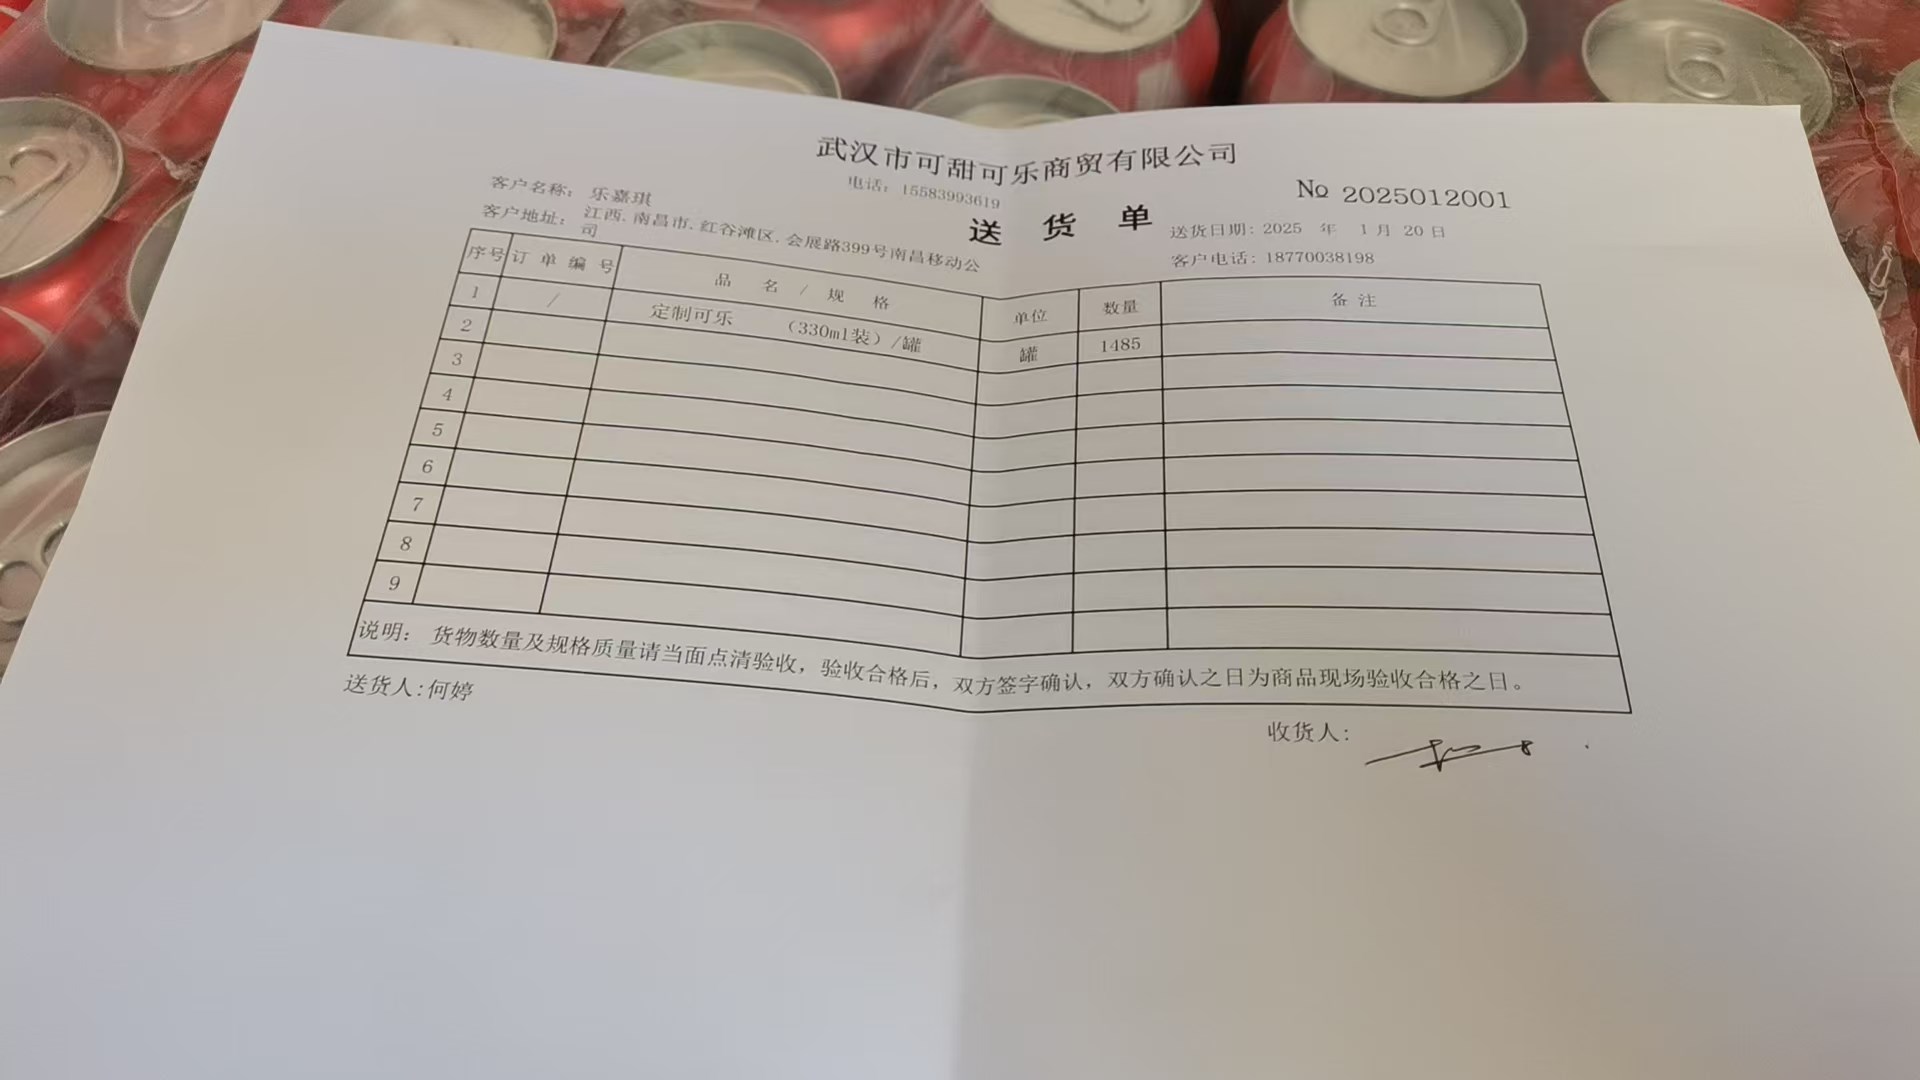 武汉市可甜可乐商贸有限公司
客户名称: 乐嘉琪
电话: 15583993619
№ 2025012001
客户地址: 江西.南昌市.红谷滩区.会展路399号南昌移动公
司
送 货 单
送货日期: 2025 年 1 月 20 日
客户电话: 18770038198
序号 订 单 编 号 品 名 / 规 格 单位 数量 备 注
1 / 定制可乐 （330ml装）/罐 罐 1485
2
3
4
5
6
7
8
9
说明: 货物数量及规格质量请当面点清验收，验收合格后，双方签字确认，双方确认之日为商品现场验收合格之日。
送货人:何婷
收货人: